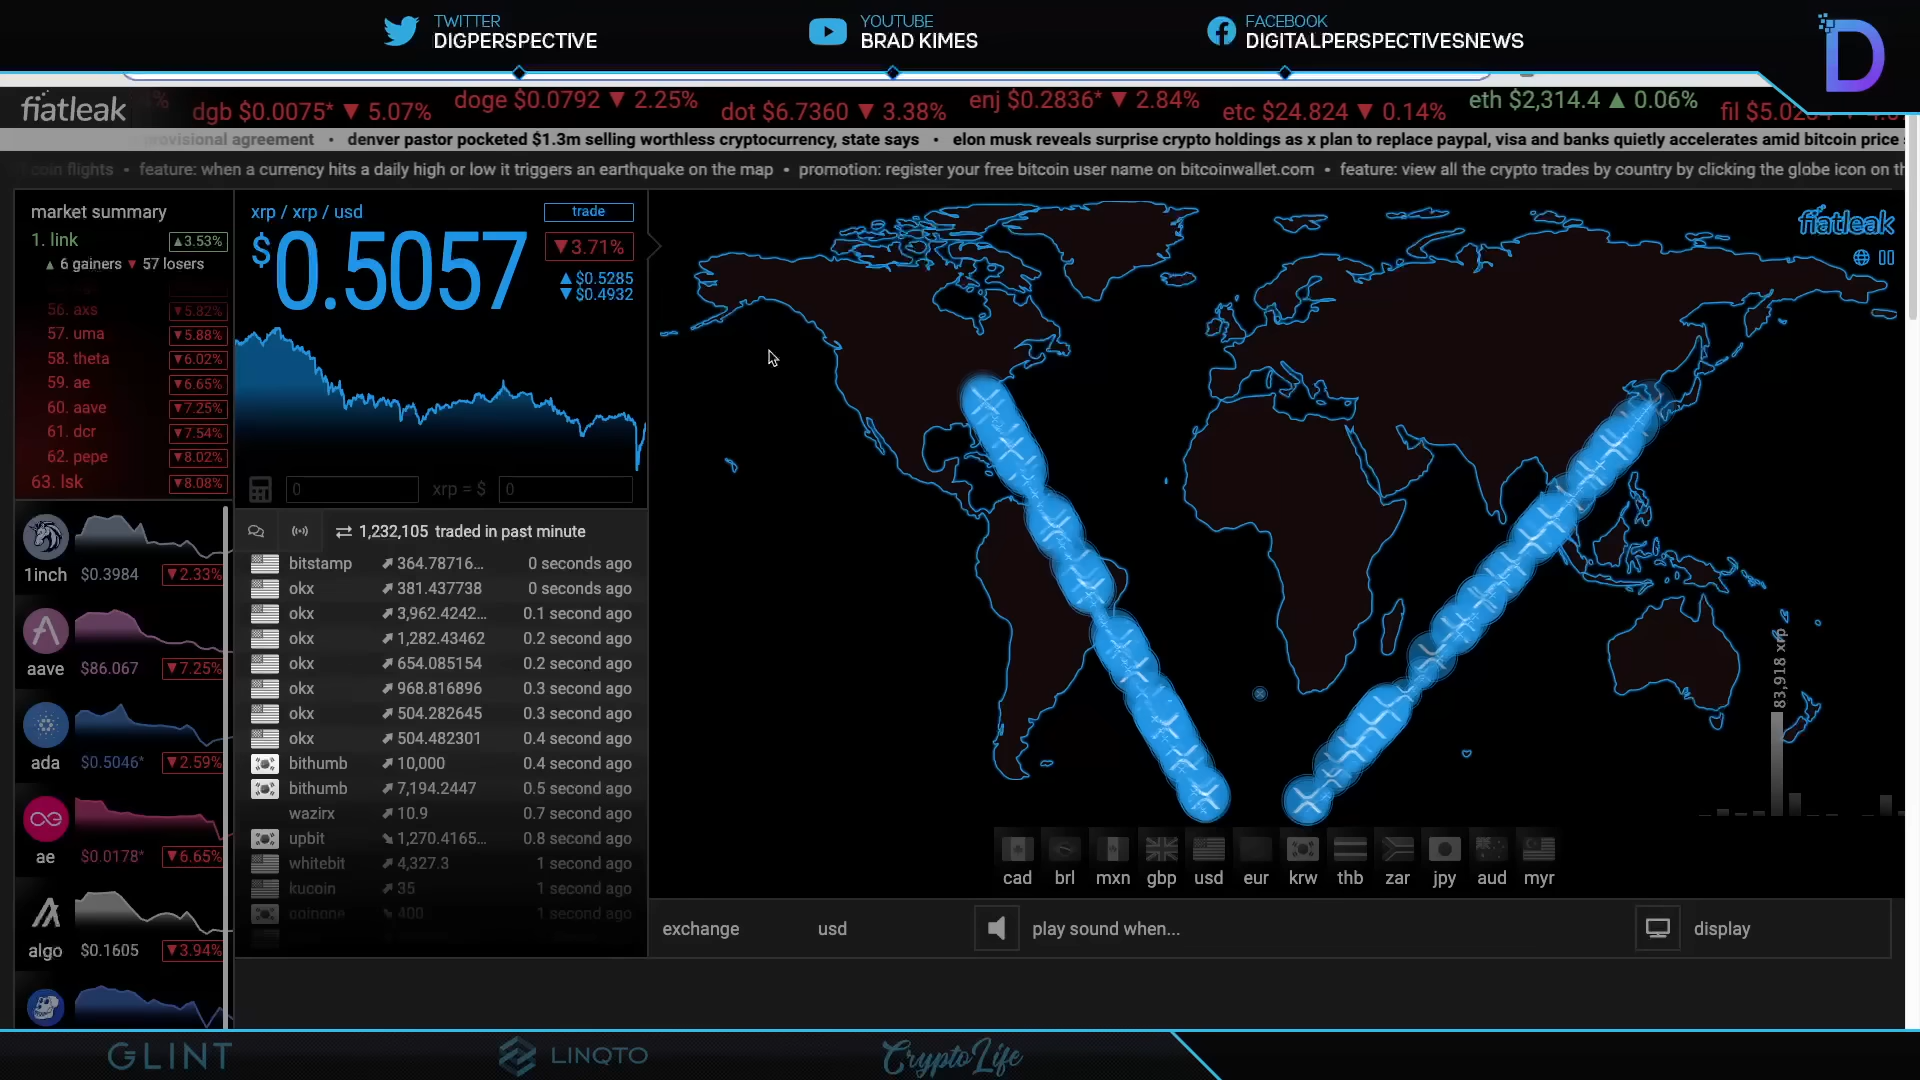 TWITTER
DIGPERSPECTIVE
YOUTUBE
BRAD KIMES
FACEBOOK
DIGITALPERSPECTIVESNEWS
D
fiatleak
dgb $0.0075* ▼ 5.07%
doge $0.0792 ▼ 2.25%
dot $6.7360 ▼ 3.38%
enj $0.2836* ▼ 2.84%
etc $24.824 ▼ 0.14%
eth $2,314.4 ▲ 0.06%
provisional agreement • denver pastor pocketed $1.3m selling worthless cryptocurrency, state says • elon musk reveals surprise crypto holdings as x plan to replace paypal, visa and banks quietly accelerates amid bitcoin price
coin flights • feature: when a currency hits a daily high or low it triggers an earthquake on the map • promotion: register your free bitcoin user name on bitcoinwallet.com • feature: view all the crypto trades by country by clicking the globe icon on
market summary
1. link ▲3.53%
▲ 6 gainers ▼ 57 losers
56. axs ▼5.82%
57. uma ▼5.88%
58. theta ▼6.02%
59. ae ▼6.65%
60. aave ▼7.25%
61. dcr ▼7.54%
62. pepe ▼8.02%
63. lsk ▼8.08%
1inch $0.3984 ▼2.33%
aave $86.067 ▼7.25%
ada $0.5046* ▼2.59%
ae $0.0178* ▼6.65%
algo $0.1605 ▼3.94%
xrp / xrp / usd
trade
$0.5057
▼3.71%
▲$0.5285
▼$0.4932
0 xrp = $ 0
1,232,105 traded in past minute
bitstamp 364.78716... 0 seconds ago
okx 381.437738 0 seconds ago
okx 3,962.4242... 0.1 second ago
okx 1,282.43462 0.2 second ago
okx 654.085154 0.2 second ago
okx 968.816896 0.3 second ago
okx 504.282645 0.3 second ago
okx 504.482301 0.4 second ago
bithumb 10,000 0.4 second ago
bithumb 7,194.2447 0.5 second ago
wazirx 10.9 0.7 second ago
upbit 1,270.4165... 0.8 second ago
whitebit 4,327.3 1 second ago
kucoin 35 1 second ago
coinone 400 1 second ago
fiatleak
83,918 xrp
cad brl mxn gbp usd eur krw thb zar jpy aud myr
exchange usd play sound when... display
GLINT
LINQTO
CryptoLife